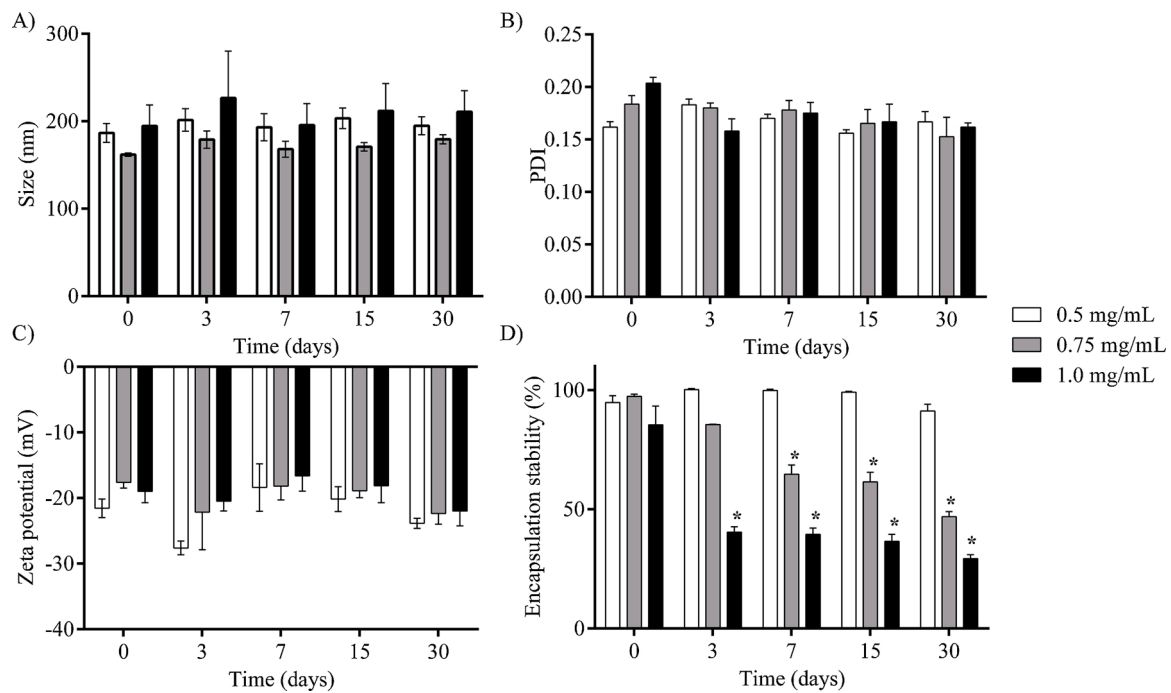 A)
300
200
100
0
Size (nm)
0 3 7 15 30
Time (days)
B)
0.25
0.20
0.15
0.10
0.05
0.00
PDI
0 3 7 15 30
Time (days)
C)
0
-10
-20
-30
-40
Zeta potential (mV)
0 3 7 15 30
Time (days)
D)
100
50
0
Encapsulation stability (%)
* * * * * * *
0 3 7 15 30
Time (days)
0.5 mg/mL
0.75 mg/mL
1.0 mg/mL